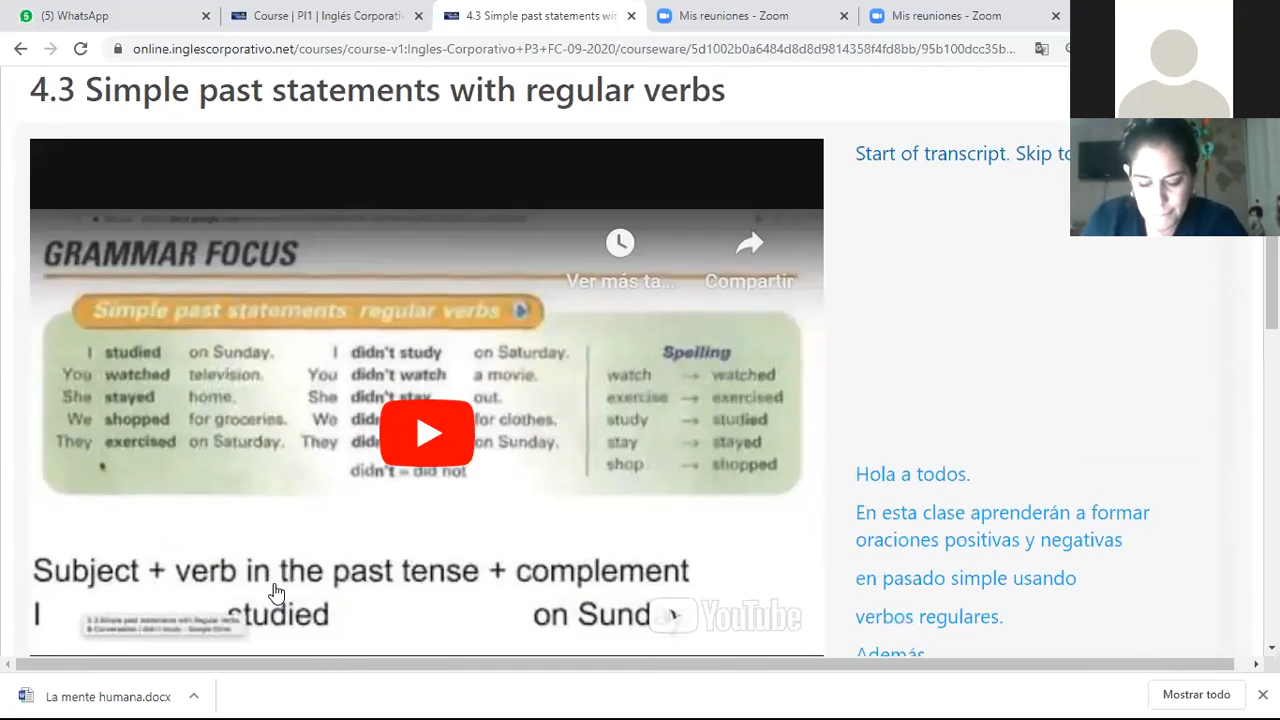 (5) WhatsApp
Course | PI1 | Inglés Corporativo
4.3 Simple past statements wit
Mis reuniones - Zoom
Mis reuniones - Zoom
online.inglescorporativo.net/courses/course-v1:Ingles-Corporativo+P3+FC-09-2020/courseware/5d1002b0a6484d8d8d9814358f4fd8bb/95b100dcc35b...
4.3 Simple past statements with regular verbs
Start of transcript. Skip to
GRAMMAR FOCUS
Ver más ta...
Compartir
Simple past statements: regular verbs
I studied on Sunday. I didn't study on Saturday.
You watched television. You didn't watch a movie.
She stayed home. She didn't stay out.
We shopped for groceries. We for clothes.
They exercised on Saturday. They on Sunday.
didn't = did not
Spelling
watch → watched
exercise → exercised
study → studied
stay → stayed
shop → shopped
Subject + verb in the past tense + complement
I studied on Sund
YouTube
Hola a todos.
En esta clase aprenderán a formar
oraciones positivas y negativas
en pasado simple usando
verbos regulares.
Además
La mente humana.docx
Mostrar todo